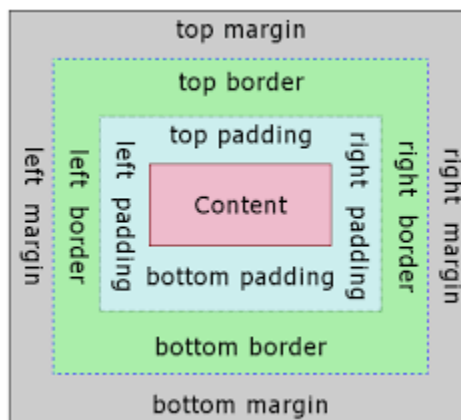 top margin
top border
top padding
left margin
left border
left padding
Content
right padding
right border
right margin
bottom padding
bottom border
bottom margin